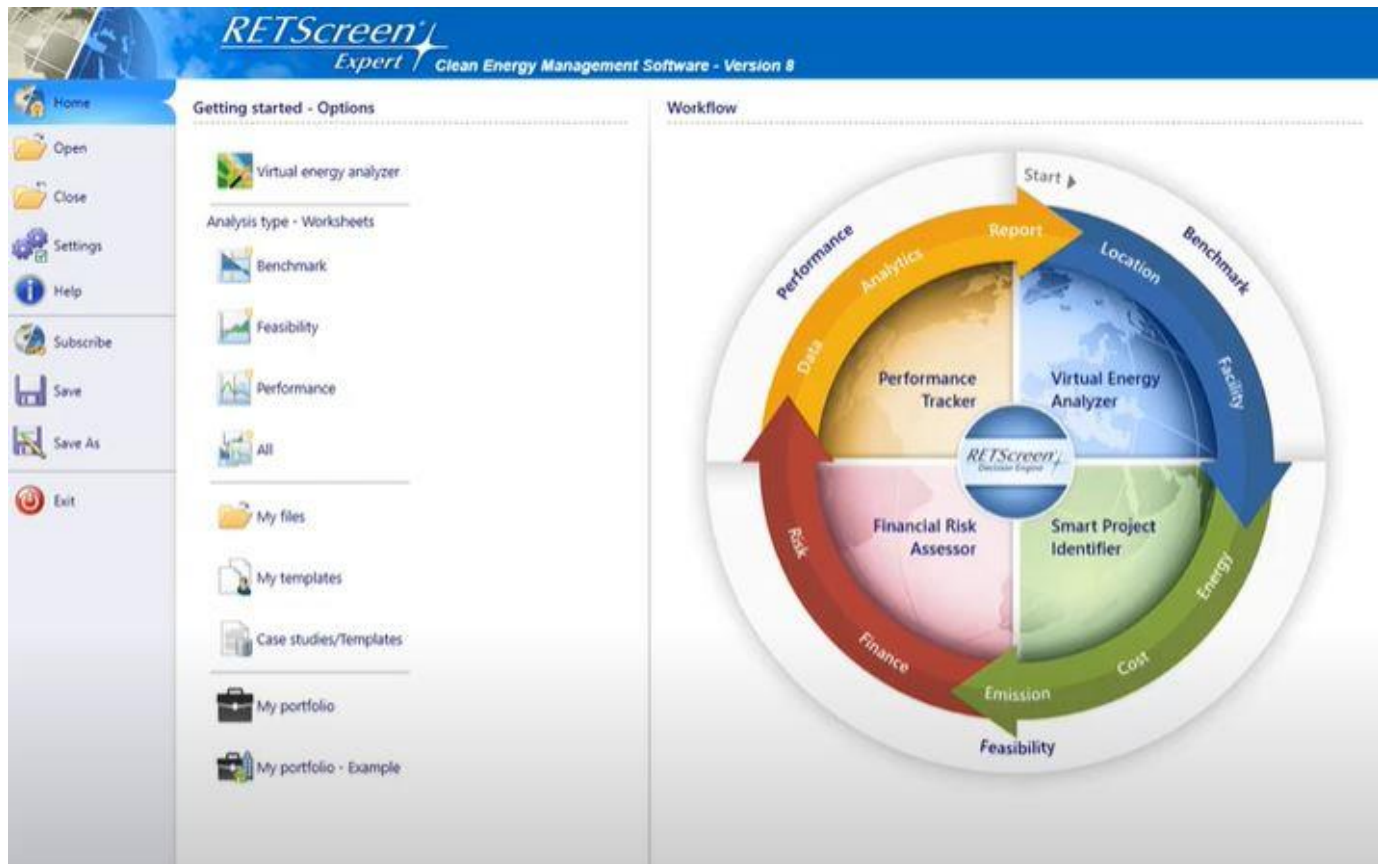 RETScreen
Expert
Clean Energy Management Software - Version 8
Home
Open
Close
Settings
Help
Subscribe
Save
Save As
Exit
Getting started - Options
Virtual energy analyzer
Analysis type - Worksheets
Benchmark
Feasibility
Performance
All
My files
My templates
Case studies/Templates
My portfolio
My portfolio - Example
Workflow
Start
Performance
Benchmark
Feasibility
Report
Analytics
Data
Location
Facility
Energy
Cost
Emission
Finance
Risk
Performance
Tracker
Virtual Energy
Analyzer
RETScreen
Decision Engine
Financial Risk
Assessor
Smart Project
Identifier